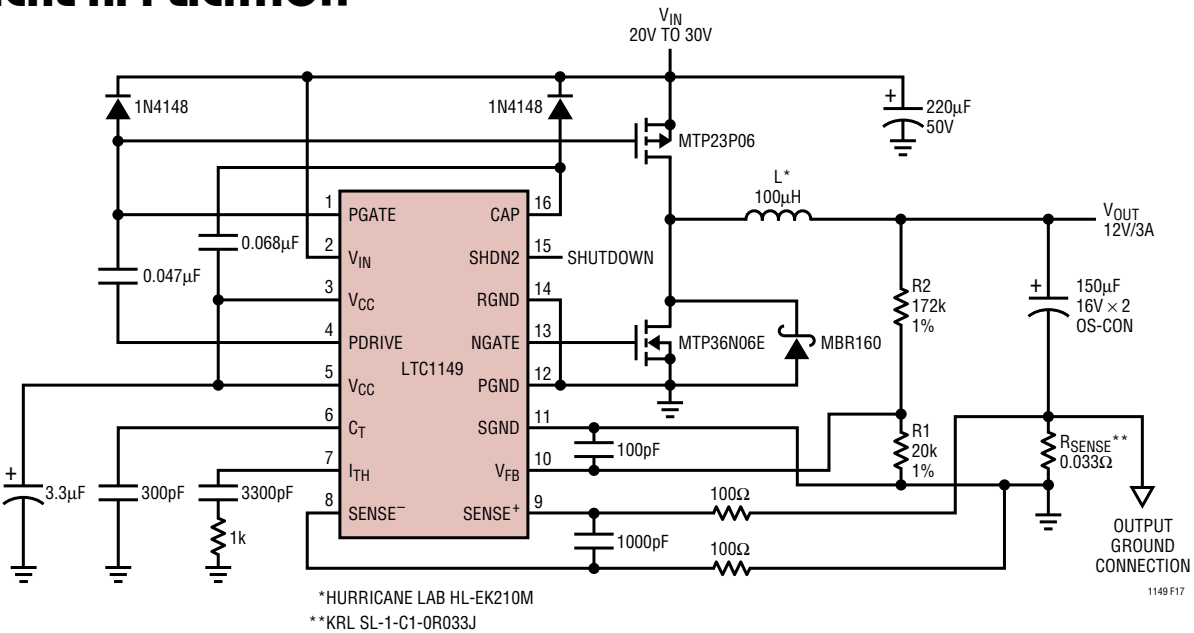 V_IN
20V TO 30V
1N4148
1N4148
+
220µF
50V
MTP23P06
L*
100µH
V_OUT
12V/3A
1 PGATE
CAP 16
0.068µF
2 V_IN
SHDN2 15 SHUTDOWN
0.047µF
3 V_CC
RGND 14
R2
172k
1%
+
150µF
16V × 2
OS-CON
4 PDRIVE
NGATE 13
MTP36N06E
MBR160
LTC1149
5 V_CC
PGND 12
6 C_T
SGND 11
100pF
R1
20k
1%
R_SENSE**
0.033Ω
7 I_TH
V_FB 10
+
3.3µF
300pF
3300pF
1k
8 SENSE⁻
SENSE⁺ 9
100Ω
1000pF
100Ω
OUTPUT
GROUND
CONNECTION
1149 F17
*HURRICANE LAB HL-EK210M
**KRL SL-1-C1-0R033J